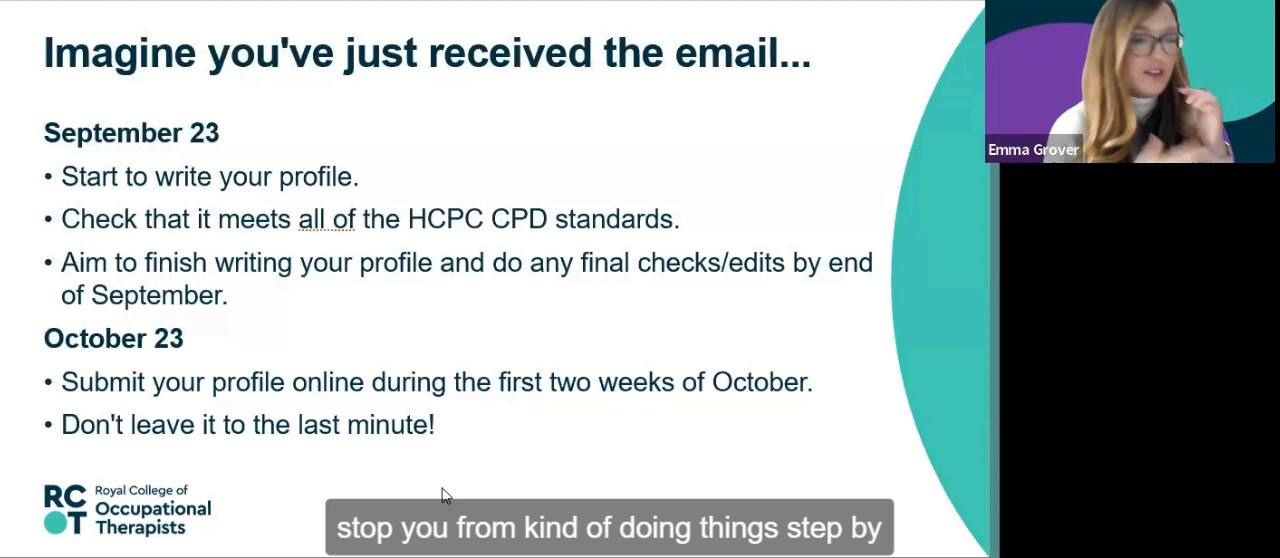 Imagine you've just received the email...
September 23
• Start to write your profile.
• Check that it meets all of the HCPC CPD standards.
• Aim to finish writing your profile and do any final checks/edits by end
of September.
October 23
• Submit your profile online during the first two weeks of October.
• Don't leave it to the last minute!
Emma Grover
RC
OT
Royal College of
Occupational
Therapists
stop you from kind of doing things step by